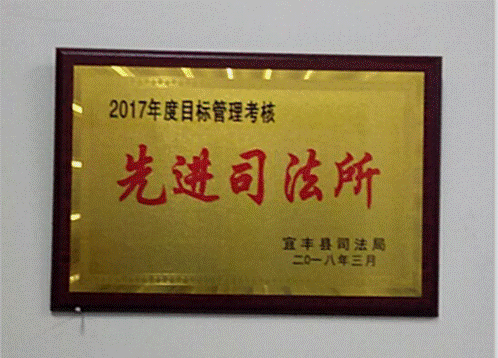 2017年度目标管理考核
先进司法所
宜丰县司法局
二〇一八年三月